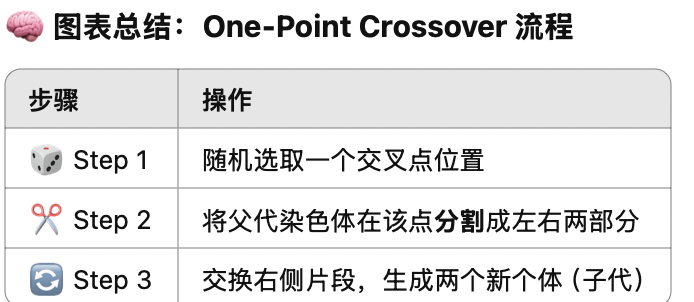 🧠 图表总结：One-Point Crossover 流程
步骤 操作
🎲 Step 1 随机选取一个交叉点位置
✂️ Step 2 将父代染色体在该点分割成左右两部分
🔄 Step 3 交换右侧片段，生成两个新个体（子代）